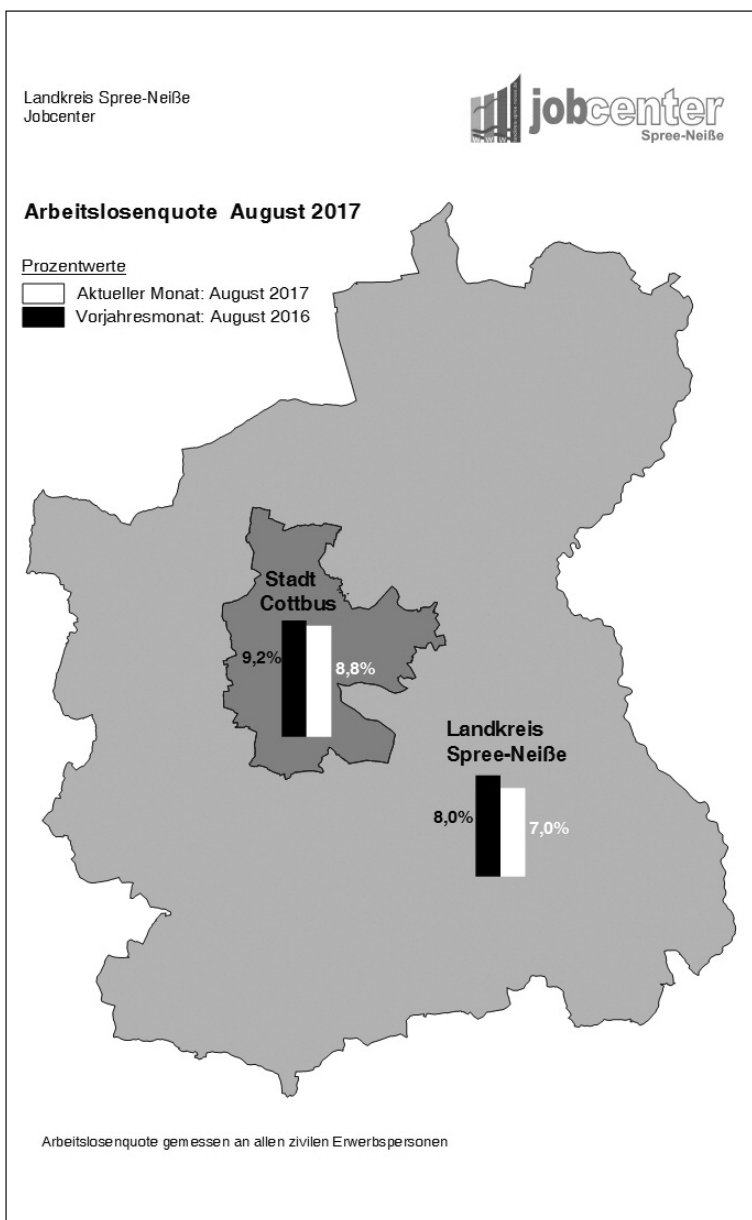 Landkreis Spree-Neiße
Jobcenter
jobcenter
Spree-Neiße
Arbeitslosenquote August 2017
Prozentwerte
Aktueller Monat: August 2017
Vorjahresmonat: August 2016
Stadt
Cottbus
9,2%
8,8%
Landkreis
Spree-Neiße
8,0%
7,0%
Arbeitslosenquote gemessen an allen zivilen Erwerbspersonen